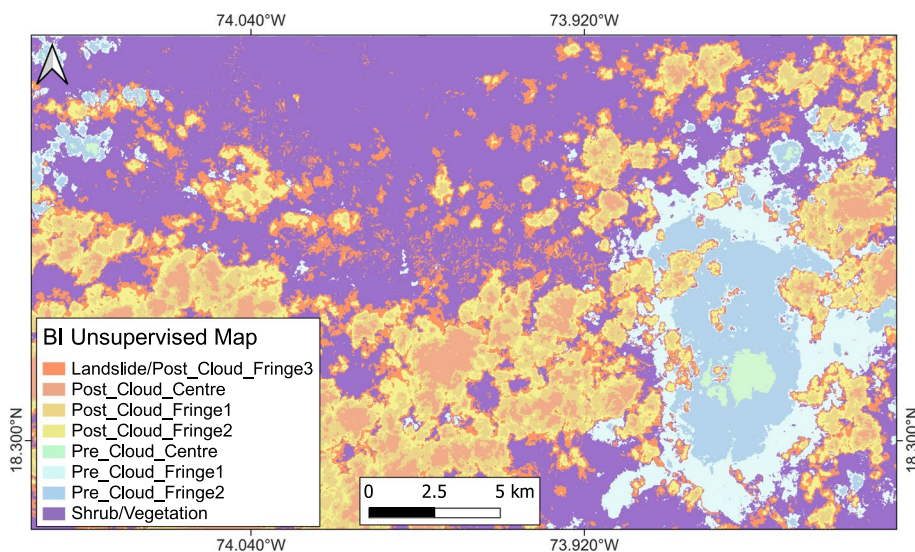 74.040°W 73.920°W
BI Unsupervised Map
Landslide/Post_Cloud_Fringe3
Post_Cloud_Centre
Post_Cloud_Fringe1
Post_Cloud_Fringe2
Pre_Cloud_Centre
Pre_Cloud_Fringe1
Pre_Cloud_Fringe2
Shrub/Vegetation
18.300°N
18.300°N
0 2.5 5 km
74.040°W 73.920°W